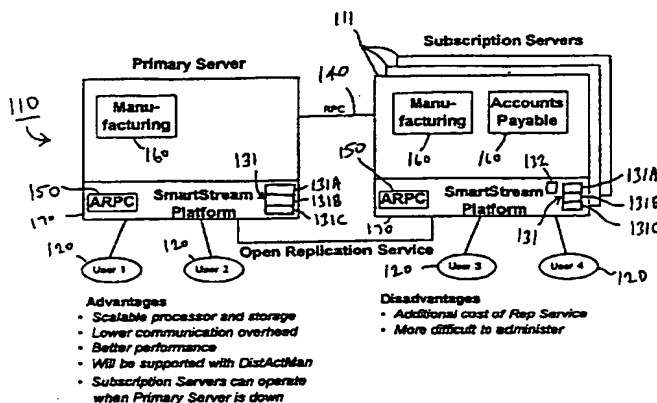 111
Primary Server
Subscription Servers
110
140
RPC
Manu-
facturing
Manu-
facturing
Accounts
Payable
160
131
160
160
132
150
ARPC
SmartStream
Platform
131A
131B
131C
150
ARPC
SmartStream
Platform
131A
131B
131C
170
170
131
Open Replication Service
120
User 1
120
User 2
120
User 3
User 4
120
Advantages
• Scalable processor and storage
• Lower communication overhead
• Better performance
• Will be supported with DistActMan
• Subscription Servers can operate
when Primary Server is down
Disadvantages
• Additional cost of Rep Service
• More difficult to administer